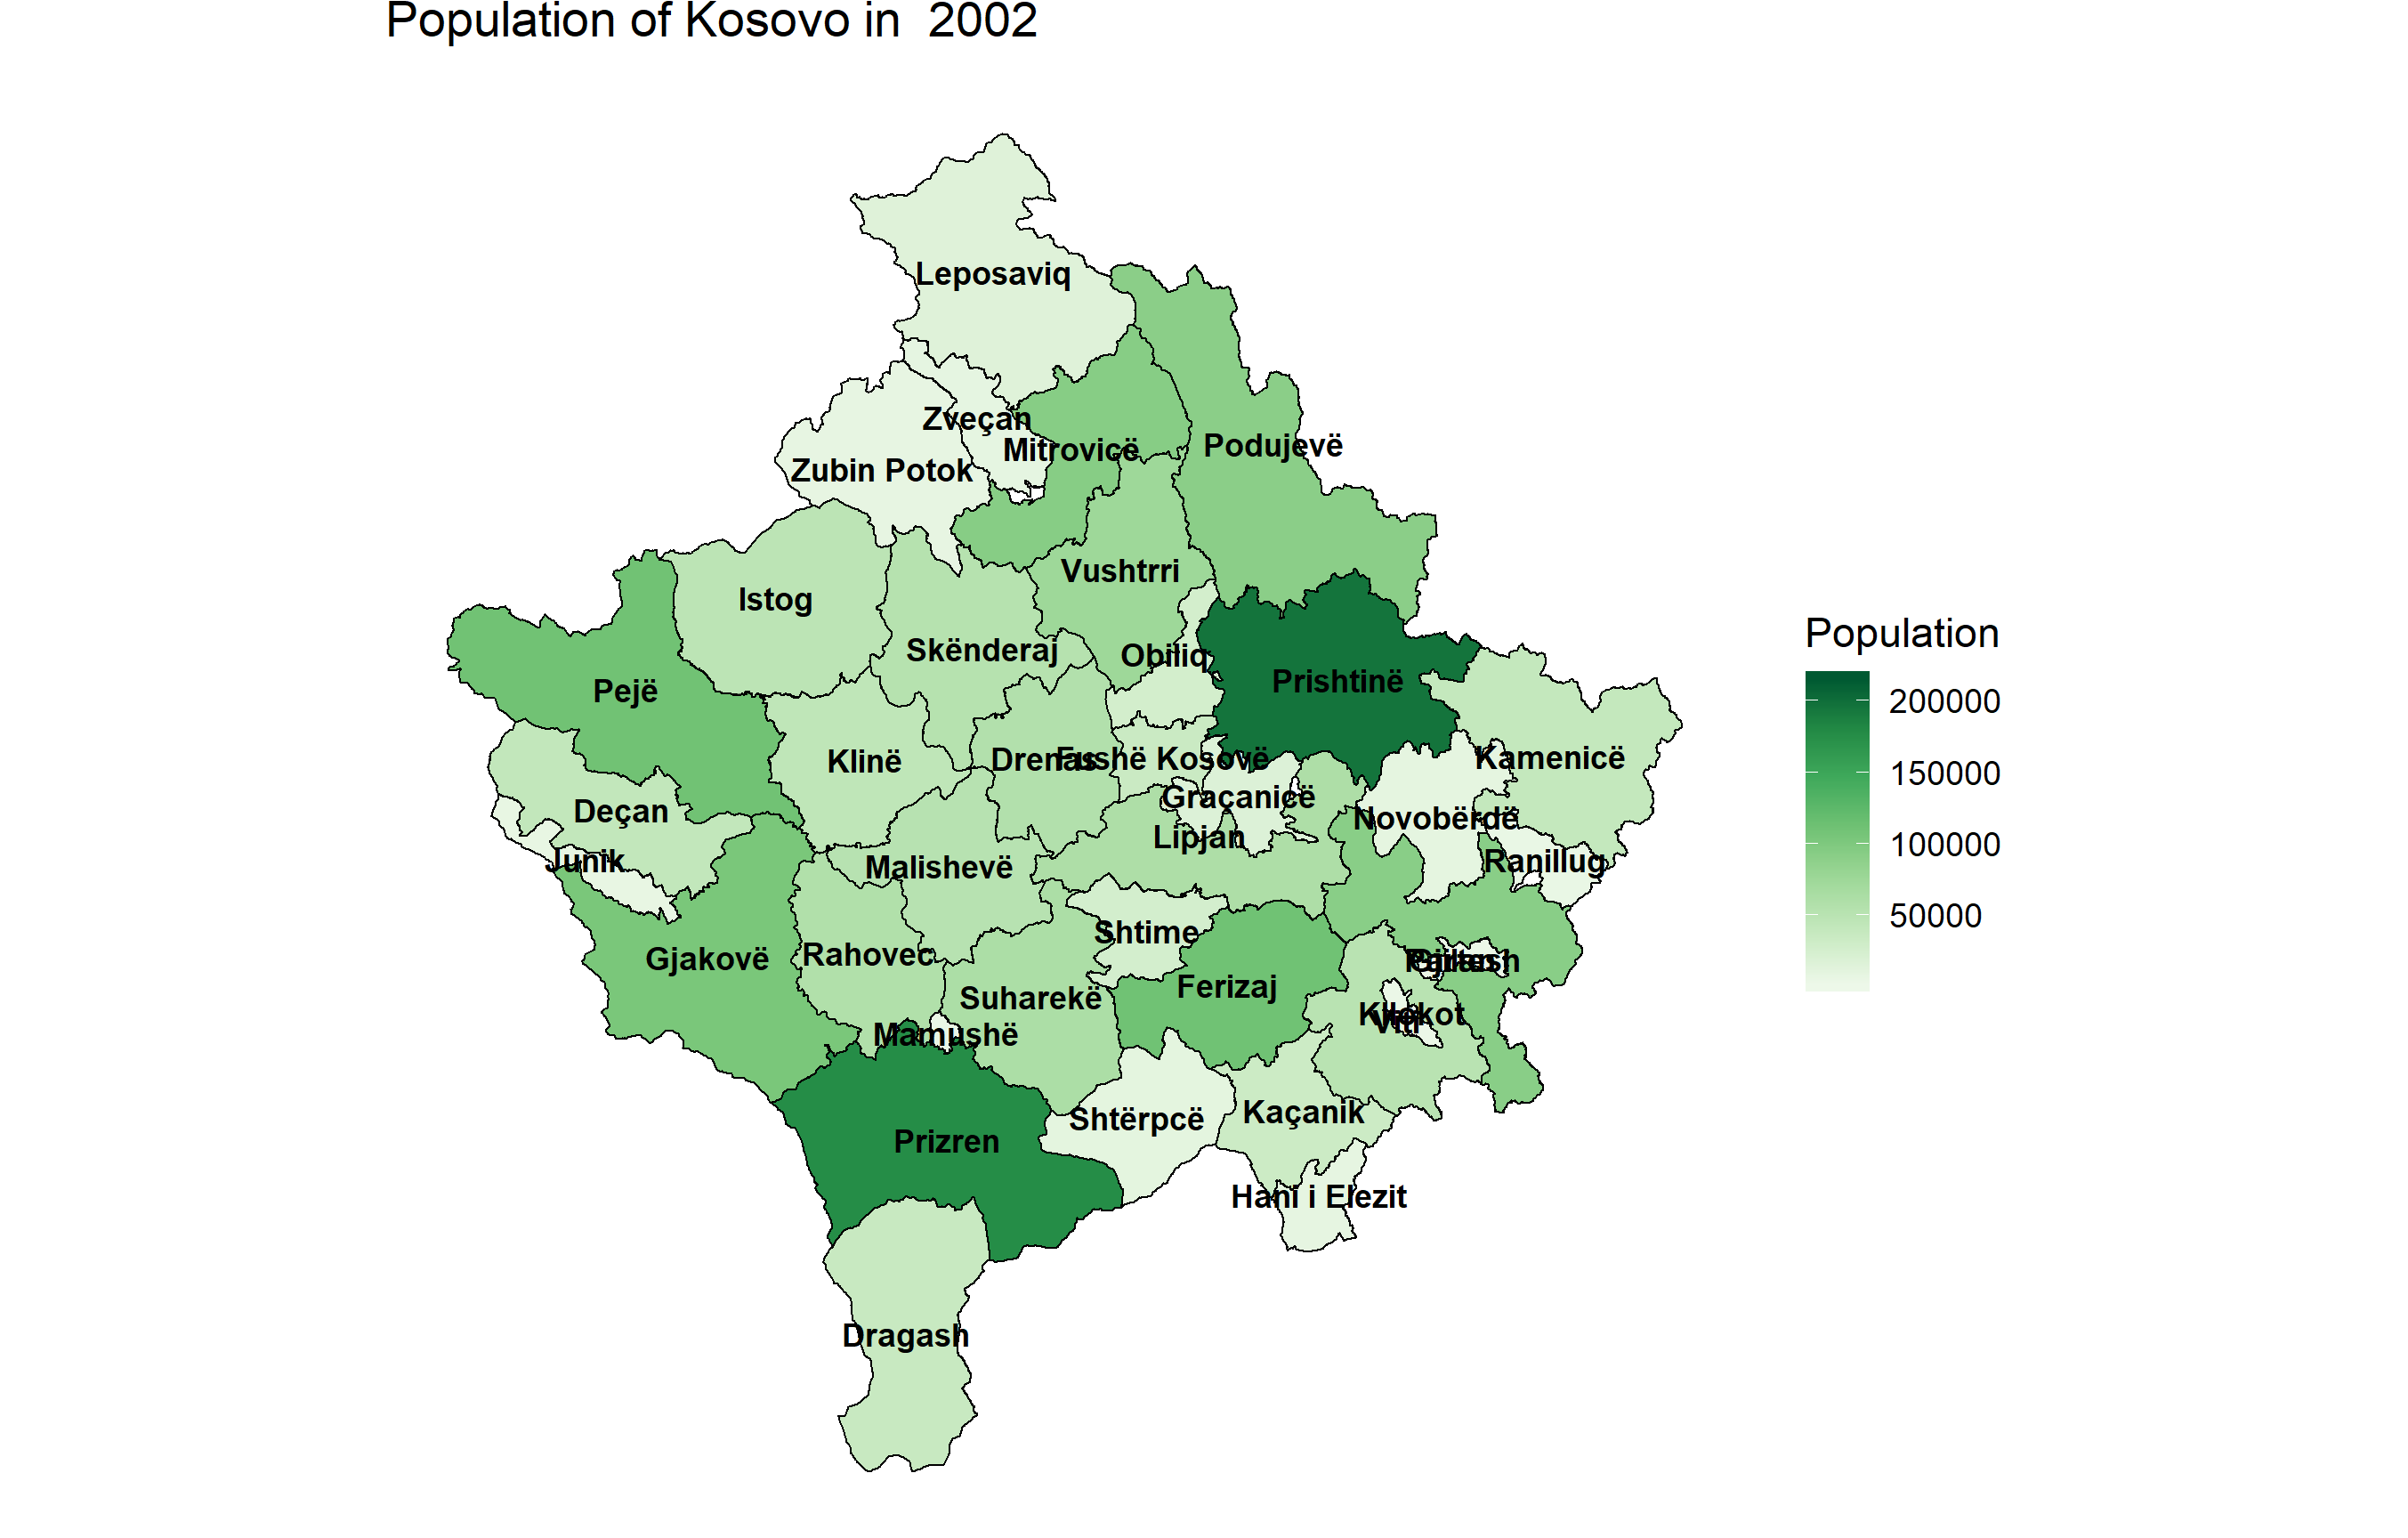 Population of Kosovo in  2002
Leposaviq
Zveçan
Mitrovicë
Podujevë
Zubin Potok
Vushtrri
Istog
Skënderaj
Obiliq
Prishtinë
Pejë
Klinë
Drenas
Fushë Kosovë
Kamenicë
Graçanicë
Deçan
Novobërdë
Lipjan
Junik
Malishevë
Ranillug
Shtime
Gjakovë
Rahovec
Gjilan
Partesh
Ferizaj
Suharekë
Kllokot
Viti
Mamushë
Kaçanik
Shtërpcë
Prizren
Hani i Elezit
Dragash
Population
200000
150000
100000
50000